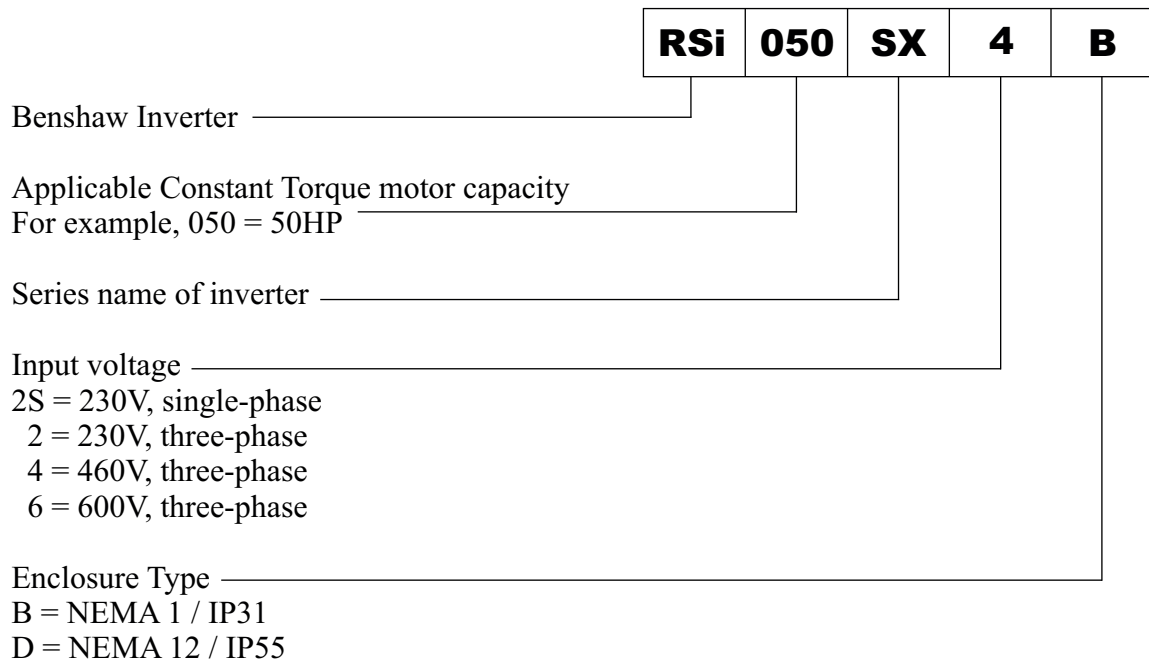 RSi 050 SX 4 B
Benshaw Inverter
Applicable Constant Torque motor capacity
For example, 050 = 50HP
Series name of inverter
Input voltage
2S = 230V, single-phase
2 = 230V, three-phase
4 = 460V, three-phase
6 = 600V, three-phase
Enclosure Type
B = NEMA 1 / IP31
D = NEMA 12 / IP55